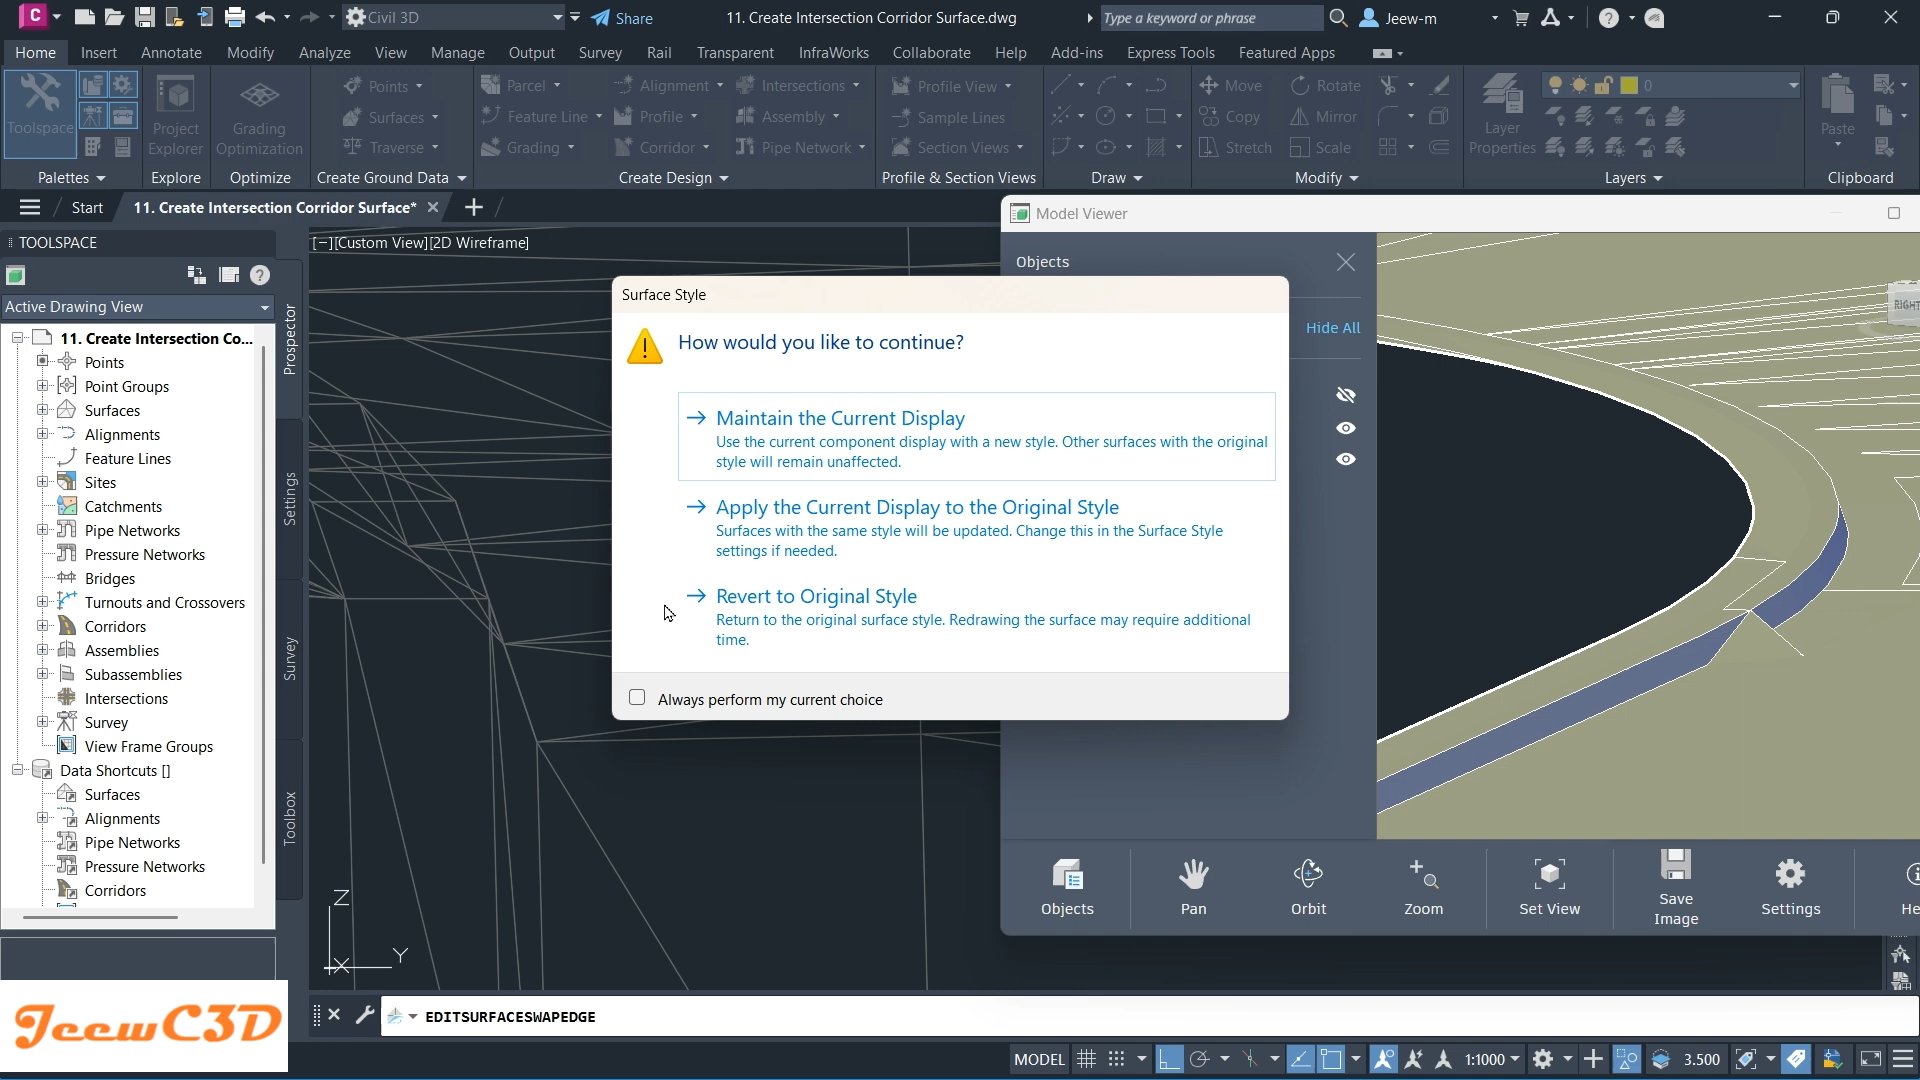 Civil 3D
Share
11. Create Intersection Corridor Surface.dwg
Type a keyword or phrase
Jeew-m
Home
Insert
Annotate
Modify
Analyze
View
Manage
Output
Survey
Rail
Transparent
InfraWorks
Collaborate
Help
Add-ins
Express Tools
Featured Apps
Toolspace
Project
Explorer
Grading
Optimization
Points
Surfaces
Traverse
Parcel
Feature Line
Grading
Alignment
Profile
Corridor
Intersections
Assembly
Pipe Network
Profile View
Sample Lines
Section Views
Move
Copy
Stretch
Rotate
Mirror
Scale
Layer
Properties
0
Paste
Palettes
Explore
Optimize
Create Ground Data
Create Design
Profile & Section Views
Draw
Modify
Layers
Clipboard
Start
11. Create Intersection Corridor Surface*
TOOLSPACE
Active Drawing View
11. Create Intersection Co...
Points
Point Groups
Surfaces
Alignments
Feature Lines
Sites
Catchments
Pipe Networks
Pressure Networks
Bridges
Turnouts and Crossovers
Corridors
Assemblies
Subassemblies
Intersections
Survey
View Frame Groups
Data Shortcuts []
Surfaces
Alignments
Pipe Networks
Pressure Networks
Corridors
Prospector
Settings
Survey
Toolbox
[−][Custom View][2D Wireframe]
Model Viewer
Objects
Hide All
RIGHT
Surface Style
How would you like to continue?
Maintain the Current Display
Use the current component display with a new style. Other surfaces with the original
style will remain unaffected.
Apply the Current Display to the Original Style
Surfaces with the same style will be updated. Change this in the Surface Style
settings if needed.
Revert to Original Style
Return to the original surface style. Redrawing the surface may require additional
time.
Always perform my current choice
Objects
Pan
Orbit
Zoom
Set View
Save
Image
Settings
He
Z
Y
X
JeewC3D
EDITSURFACESWAPEDGE
MODEL
1:1000
3.500